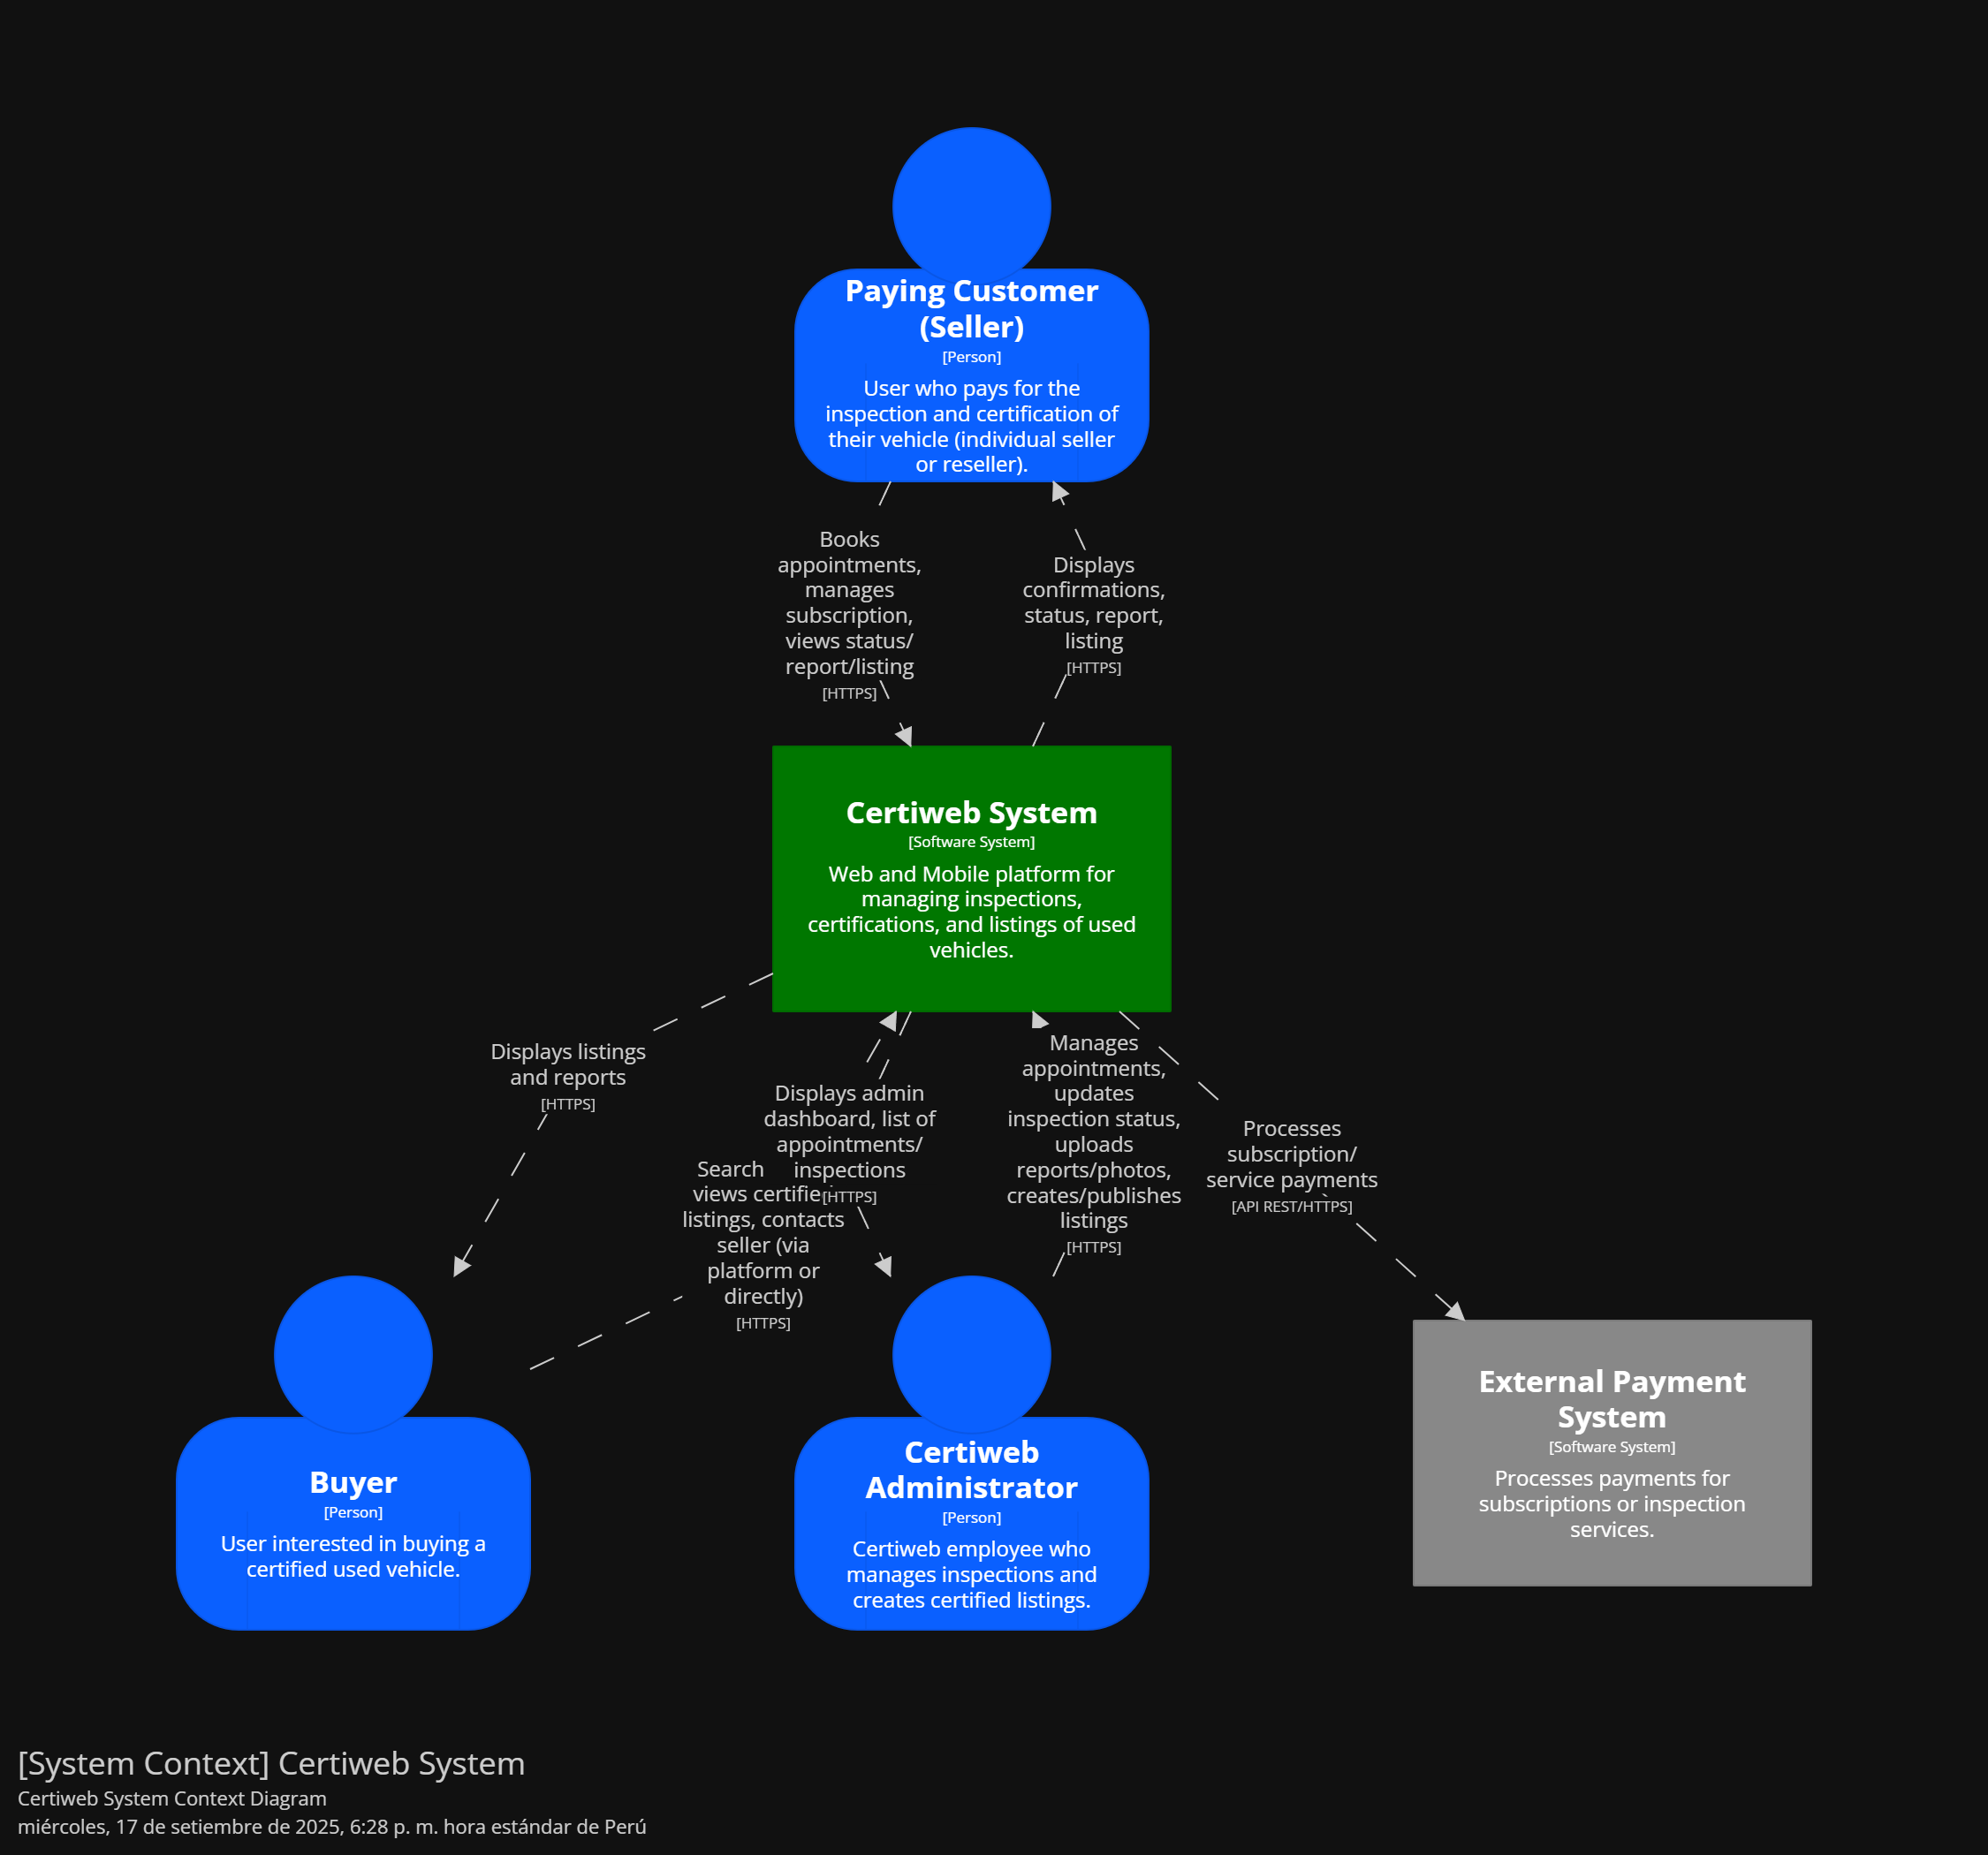 Paying Customer
(Seller)
[Person]
User who pays for the
inspection and certification of
their vehicle (individual seller
or reseller).
Books
appointments,
manages
subscription,
views status/
report/listing
[HTTPS]
Displays
confirmations,
status, report,
listing
[HTTPS]
Certiweb System
[Software System]
Web and Mobile platform for
managing inspections,
certifications, and listings of used
vehicles.
Displays listings
and reports
[HTTPS]
Displays admin
dashboard, list of
appointments/
inspections
[HTTPS]
Search
views certifie
listings, contacts
seller (via
platform or
directly)
[HTTPS]
Manages
appointments,
updates
inspection status,
uploads
reports/photos,
creates/publishes
listings
[HTTPS]
Processes
subscription/
service payments
[API REST/HTTPS]
Buyer
[Person]
User interested in buying a
certified used vehicle.
Certiweb
Administrator
[Person]
Certiweb employee who
manages inspections and
creates certified listings.
External Payment
System
[Software System]
Processes payments for
subscriptions or inspection
services.
[System Context] Certiweb System
Certiweb System Context Diagram
miércoles, 17 de setiembre de 2025, 6:28 p. m. hora estándar de Perú